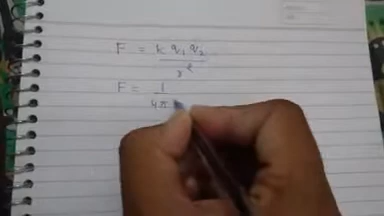 F = k q₁ q₂ / r²
F = 1 / 4π